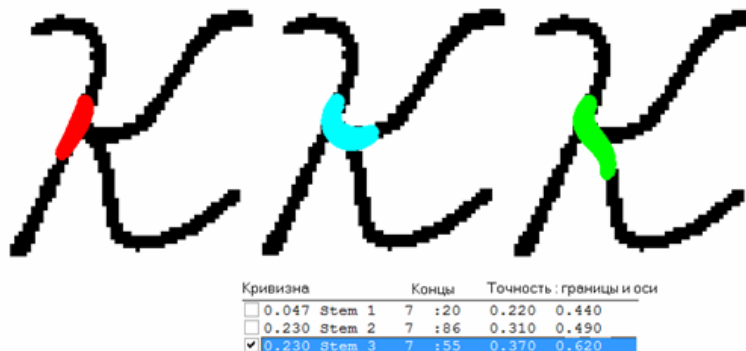 К К К
Кривизна Концы Точность : границы и оси
0.047 Stem 1 7 :20 0.220 0.440
0.230 Stem 2 7 :86 0.310 0.490
0.230 Stem 3 7 :55 0.370 0.620